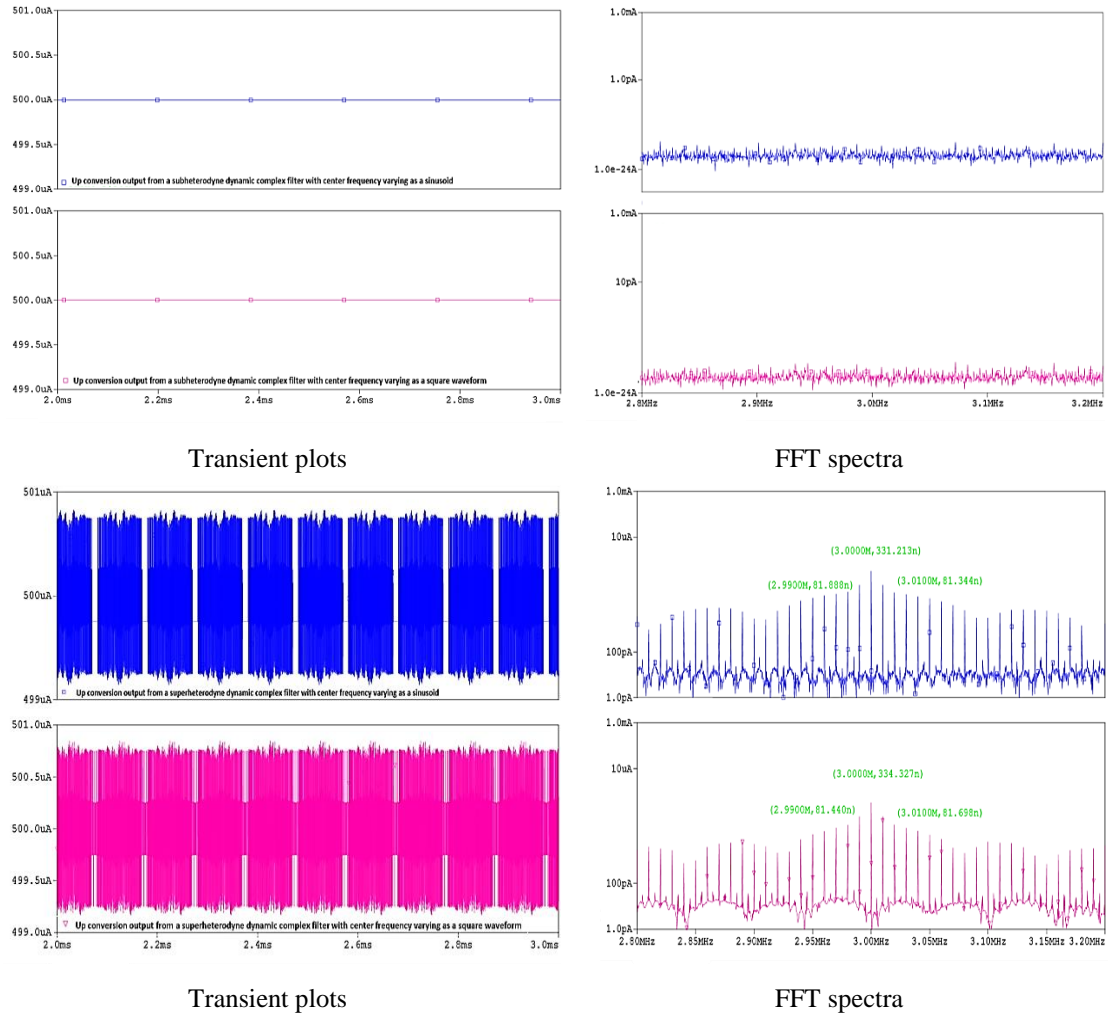 501.0uA
500.5uA
500.0uA
499.5uA
499.0uA
Up conversion output from a subheterodyne dynamic complex filter with center frequency varying as a sinusoid
501.0uA
500.5uA
500.0uA
499.5uA
499.0uA
Up conversion output from a subheterodyne dynamic complex filter with center frequency varying as a square waveform
2.0ms 2.2ms 2.4ms 2.6ms 2.8ms 3.0ms
1.0mA
1.0pA
1.0e-24A
1.0mA
10pA
1.0e-24A
2.8MHz 2.9MHz 3.0MHz 3.1MHz 3.2MHz
Transient plots
FFT spectra
501uA
500uA
499uA
Up conversion output from a superheterodyne dynamic complex filter with center frequency varying as a sinusoid
501.0uA
500.5uA
500.0uA
499.5uA
499.0uA
Up conversion output from a superheterodyne dynamic complex filter with center frequency varying as a square waveform
2.0ms 2.2ms 2.4ms 2.6ms 2.8ms 3.0ms
1.0mA
10uA
100pA
1.0pA
(3.0000M,331.213n)
(2.9900M,81.888n)
(3.0100M,81.344n)
1.0mA
10uA
100pA
1.0pA
(3.0000M,334.327n)
(2.9900M,81.440n)
(3.0100M,81.698n)
2.80MHz 2.85MHz 2.90MHz 2.95MHz 3.00MHz 3.05MHz 3.10MHz 3.15MHz 3.20MHz
Transient plots
FFT spectra